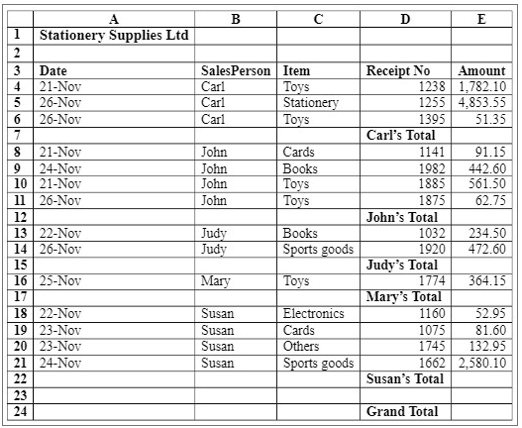 A B C D E
1 Stationery Supplies Ltd
2
3 Date SalesPerson Item Receipt No Amount
4 21-Nov Carl Toys 1238 1,782.10
5 26-Nov Carl Stationery 1255 4,853.55
6 26-Nov Carl Toys 1395 51.35
7 Carl's Total
8 21-Nov John Cards 1141 91.15
9 24-Nov John Books 1982 442.60
10 21-Nov John Toys 1885 561.50
11 26-Nov John Toys 1875 62.75
12 John's Total
13 22-Nov Judy Books 1032 234.50
14 26-Nov Judy Sports goods 1920 472.60
15 Judy's Total
16 25-Nov Mary Toys 1774 364.15
17 Mary's Total
18 22-Nov Susan Electronics 1160 52.95
19 23-Nov Susan Cards 1075 81.60
20 23-Nov Susan Others 1745 132.95
21 24-Nov Susan Sports goods 1662 2,580.10
22 Susan's Total
23
24 Grand Total